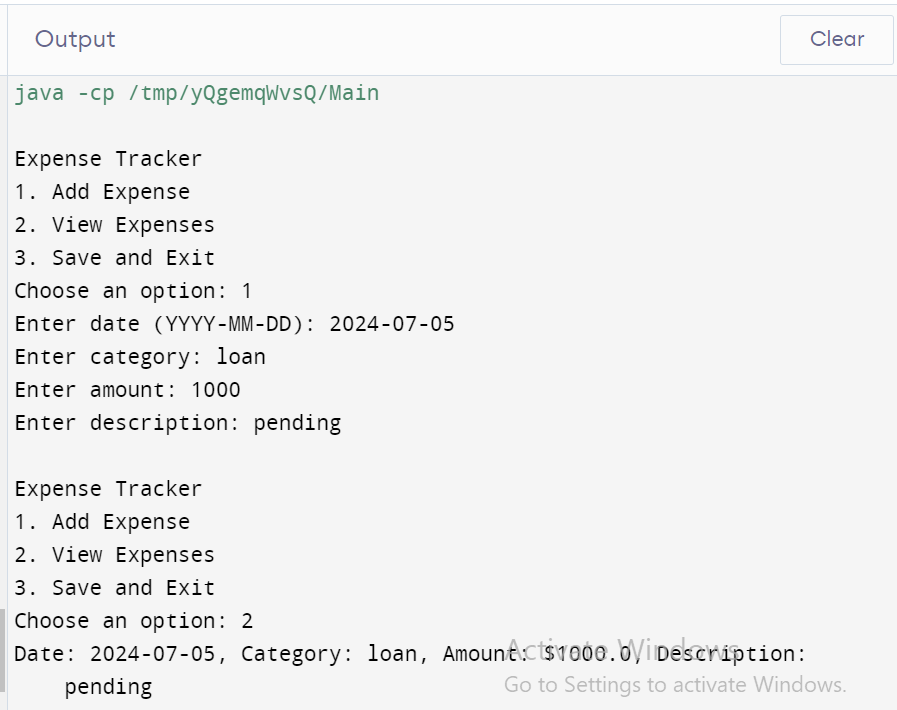 Output
Clear
java -cp /tmp/yQgemqWvsQ/Main
Expense Tracker
1. Add Expense
2. View Expenses
3. Save and Exit
Choose an option: 1
Enter date (YYYY-MM-DD): 2024-07-05
Enter category: loan
Enter amount: 1000
Enter description: pending
Expense Tracker
1. Add Expense
2. View Expenses
3. Save and Exit
Choose an option: 2
Date: 2024-07-05, Category: loan, Amount: $1000.0, Description:
pending
Activate Windows
Go to Settings to activate Windows.